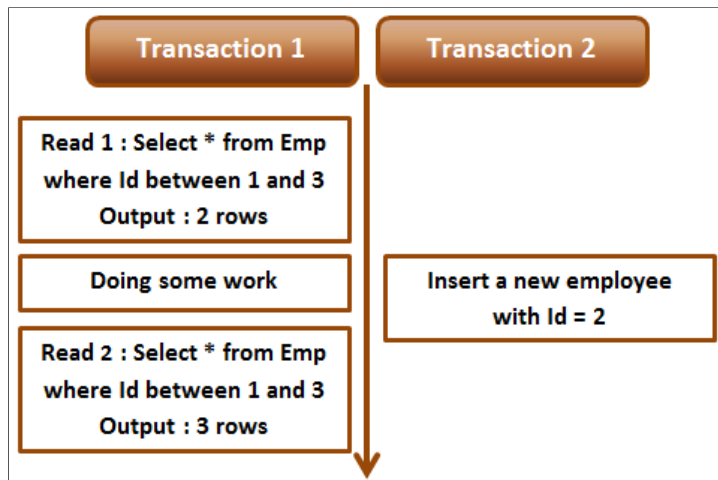 Transaction 1
Transaction 2
Read 1 : Select * from Emp
where Id between 1 and 3
Output : 2 rows
Doing some work
Insert a new employee
with Id = 2
Read 2 : Select * from Emp
where Id between 1 and 3
Output : 3 rows